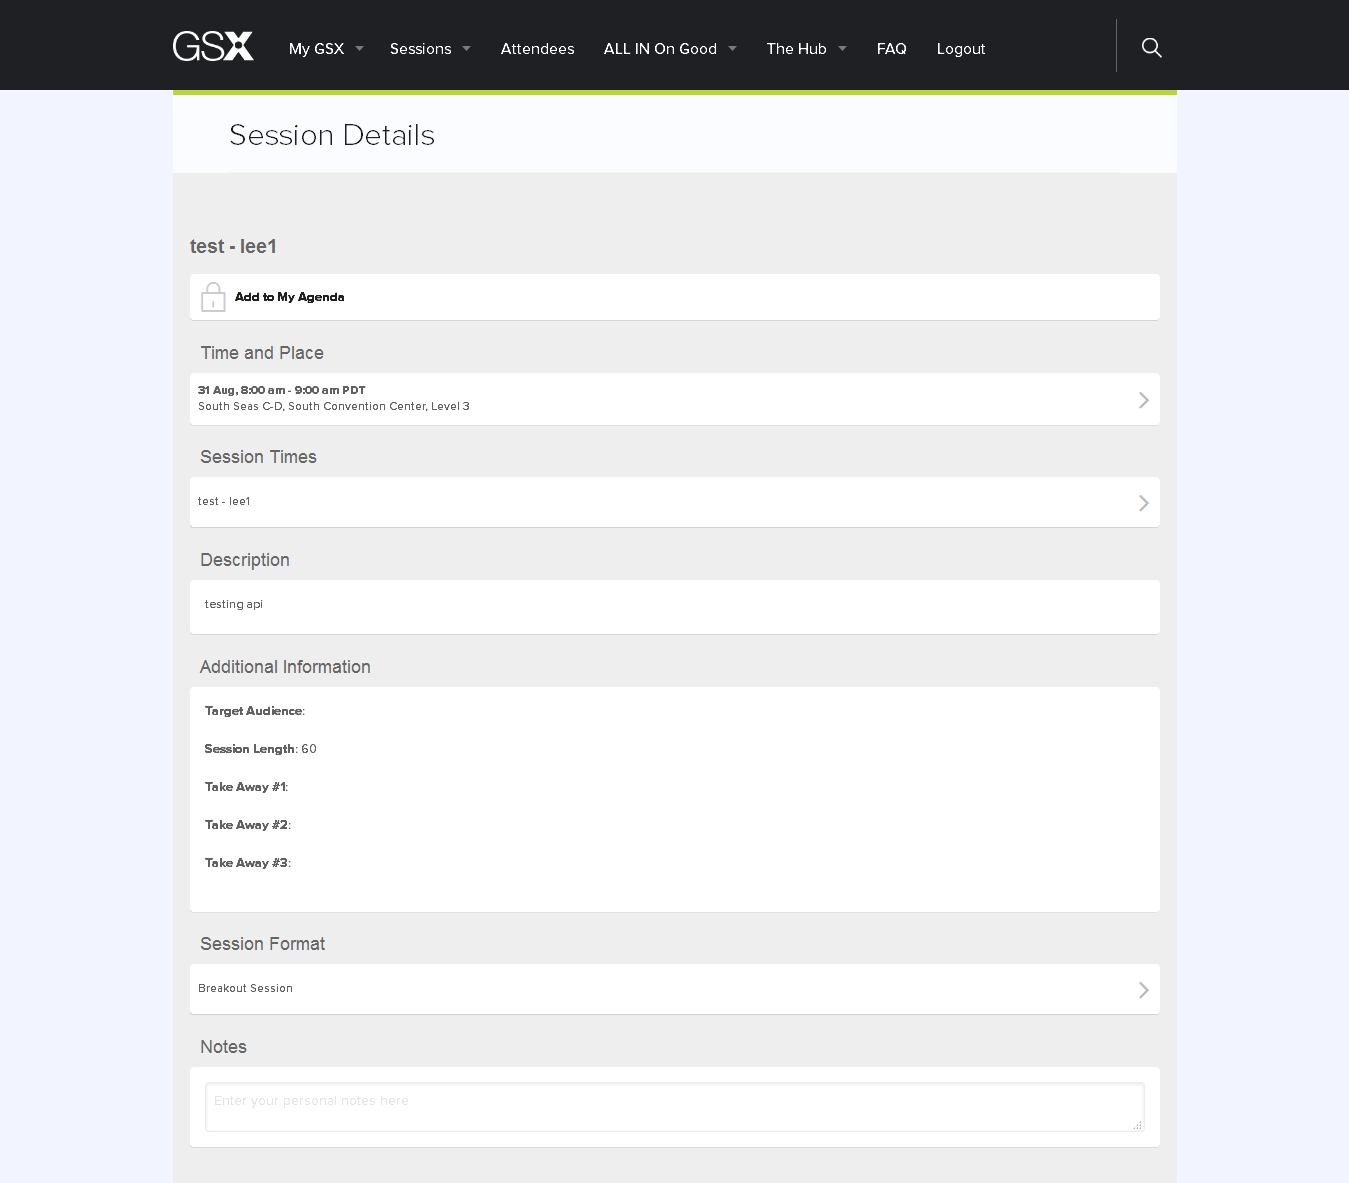 GSX My GSX Sessions Attendees ALL IN On Good The Hub FAQ Logout
Session Details
test - lee1
Add to My Agenda
Time and Place
31 Aug, 8:00 am - 9:00 am PDT
South Seas C-D, South Convention Center, Level 3
Session Times
test - lee1
Description
testing api
Additional Information
Target Audience:
Session Length: 60
Take Away #1:
Take Away #2:
Take Away #3:
Session Format
Breakout Session
Notes
Enter your personal notes here